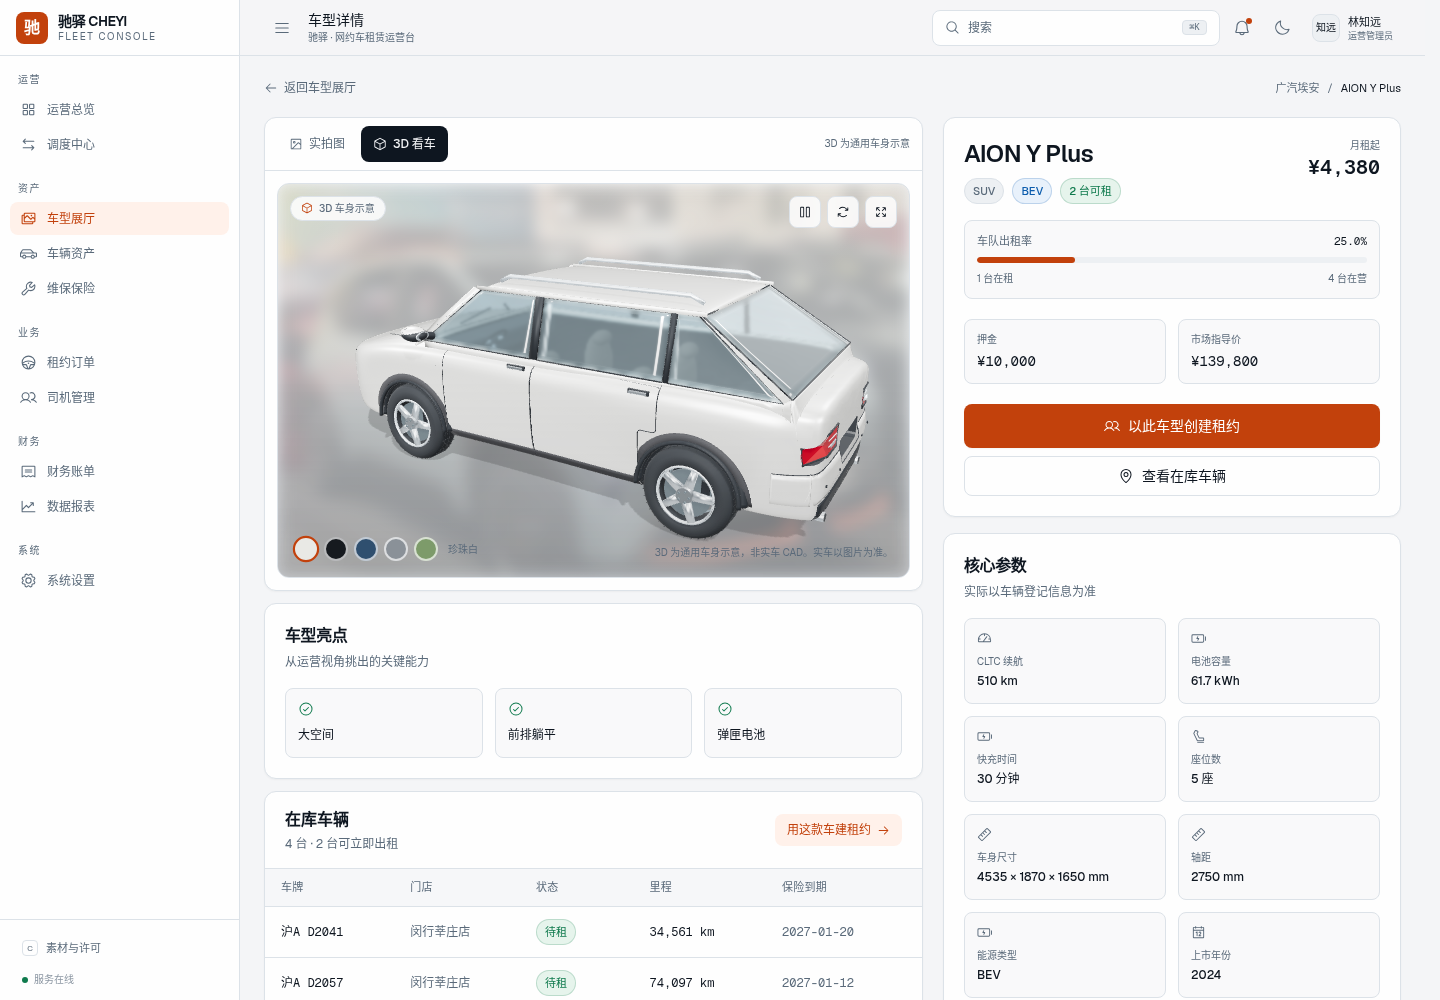 驰
驰驿 CHEYI
FLEET CONSOLE
运营
运营总览
调度中心
资产
车型展厅
车辆资产
维保保险
业务
租约订单
司机管理
财务
财务账单
数据报表
系统
系统设置
C 素材与许可
服务在线
车型详情
驰驿 · 网约车租赁运营台
搜索
⌘K
知远
林知远
运营管理员
返回车型展厅
广汽埃安 / AION Y Plus
实拍图
3D 看车
3D 为通用车身示意
3D 车身示意
珍珠白
3D 为通用车身示意，非实车 CAD。实车以图片为准。
车型亮点
从运营视角挑出的关键能力
大空间
前排躺平
弹匣电池
在库车辆
4 台 · 2 台可立即出租
用这款车建租约
车牌 门店 状态 里程 保险到期
沪A D2041 闵行莘庄店 待租 34,561 km 2027-01-20
沪A D2057 闵行莘庄店 待租 74,097 km 2027-01-12
AION Y Plus
月租起
¥4,380
SUV
BEV
2 台可租
车队出租率
25.0%
1 台在租
4 台在营
押金
¥10,000
市场指导价
¥139,800
以此车型创建租约
查看在库车辆
核心参数
实际以车辆登记信息为准
CLTC 续航
510 km
电池容量
61.7 kWh
快充时间
30 分钟
座位数
5 座
车身尺寸
4535 × 1870 × 1650 mm
轴距
2750 mm
能源类型
BEV
上市年份
2024